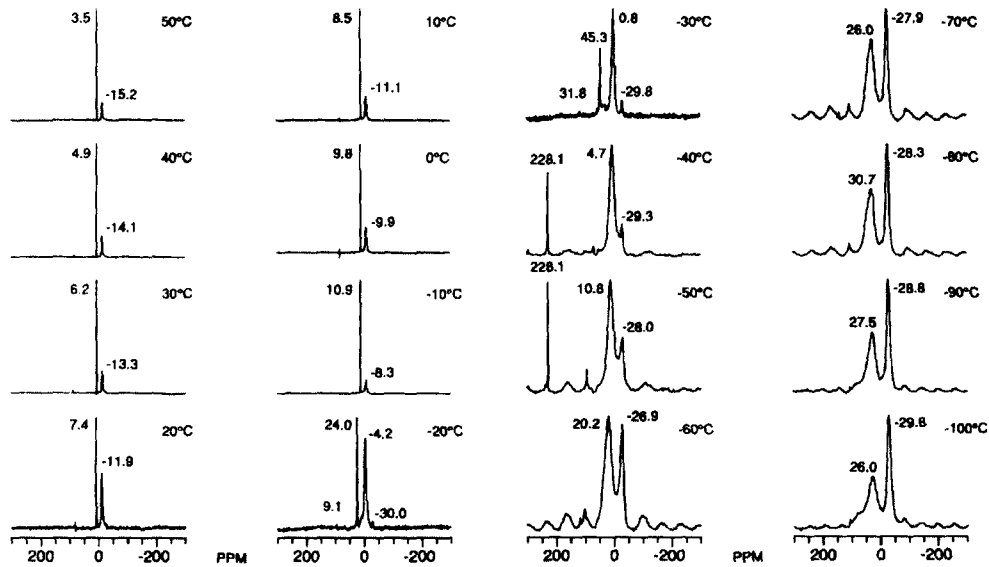 3.5 50°C
-15.2
8.5 10°C
-11.1
0.8 -30°C
45.3
31.8 -29.8
-27.9 -70°C
26.0
4.9 40°C
-14.1
9.8 0°C
-9.9
228.1 4.7 -40°C
-29.3
-28.3 -80°C
30.7
6.2 30°C
-13.3
10.9 -10°C
-8.3
228.1 10.8 -50°C
-28.0
-28.8 -90°C
27.5
7.4 20°C
-11.9
24.0 -4.2 -20°C
9.1 -30.0
20.2 -26.9 -60°C
-29.8 -100°C
26.0
200 0 -200 PPM 200 0 -200
200 0 -200 PPM 200 0 -200